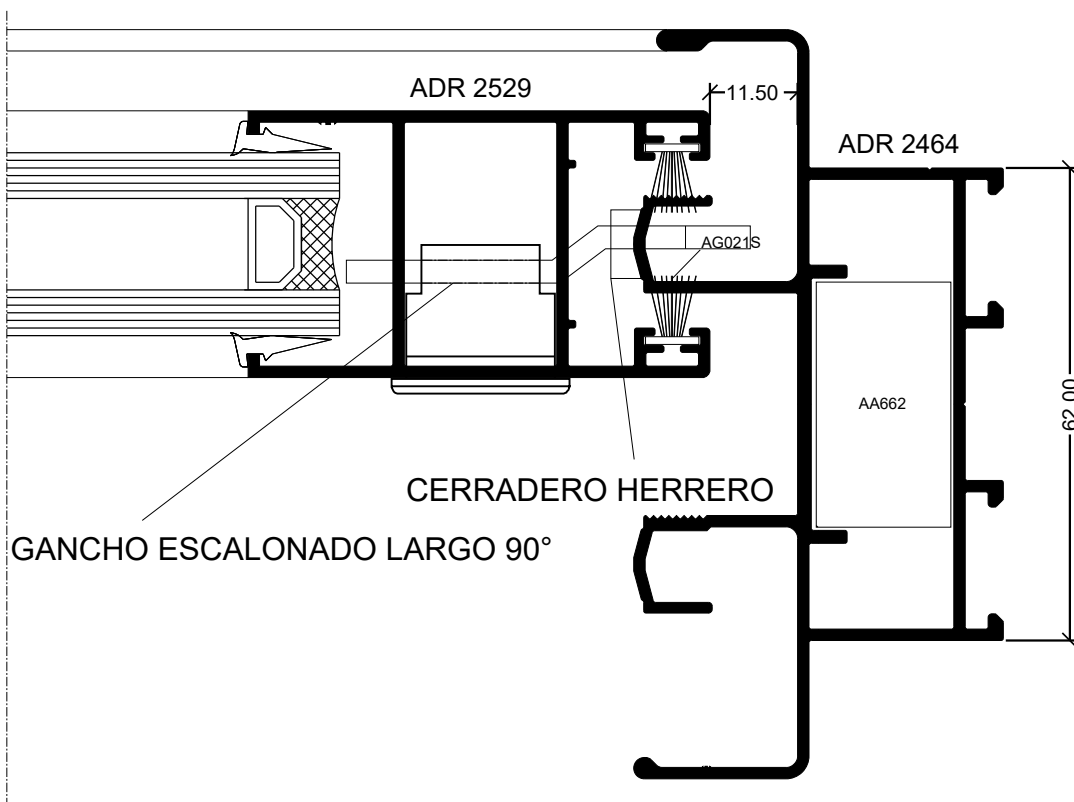 ADR 2529
11.50
ADR 2464
AG021S
AA662
62.00
CERRADERO HERRERO
GANCHO ESCALONADO LARGO 90°